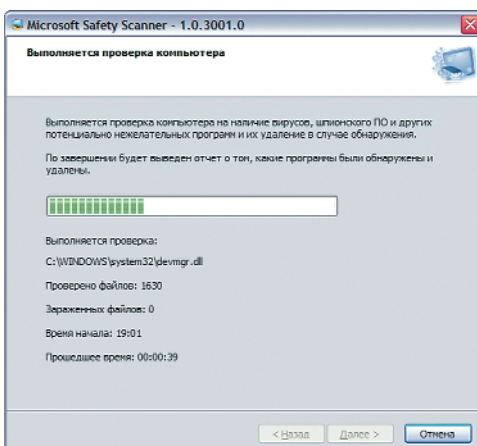 Microsoft Safety Scanner - 1.0.3001.0
Выполняется проверка компьютера
Выполняется проверка компьютера на наличие вирусов, шпионского ПО и других
потенциально нежелательных программ и их удаление в случае обнаружения.
По завершении будет выведен отчет о том, какие программы были обнаружены и
удалены.
Выполняется проверка:
C:\WINDOWS\system32\devmgr.dll
Проверено файлов: 1630
Зараженных файлов: 0
Время начала: 19:01
Прошедшее время: 00:00:39
< Назад Далее > Отмена